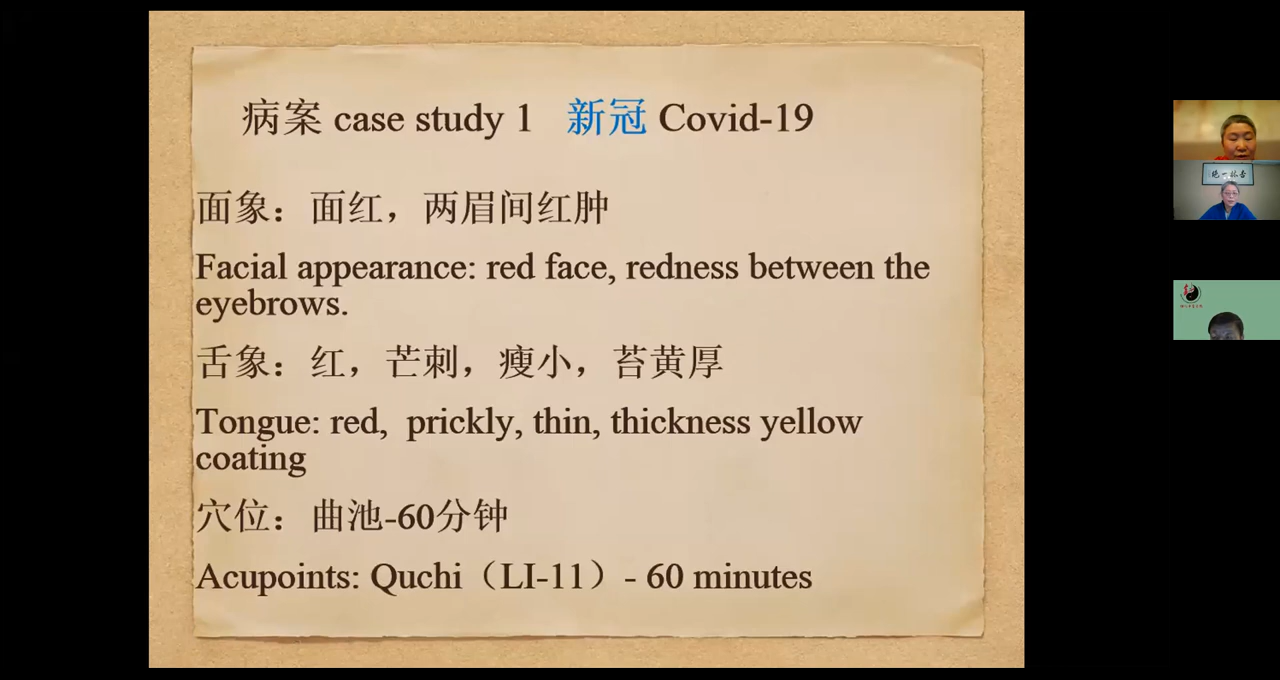 病案 case study 1 新冠 Covid-19
面象：面红，两眉间红肿
Facial appearance: red face, redness between the
eyebrows.
舌象：红，芒刺，瘦小，苔黄厚
Tongue: red, prickly, thin, thickness yellow
coating
穴位：曲池-60分钟
Acupoints: Quchi（LI-11）- 60 minutes